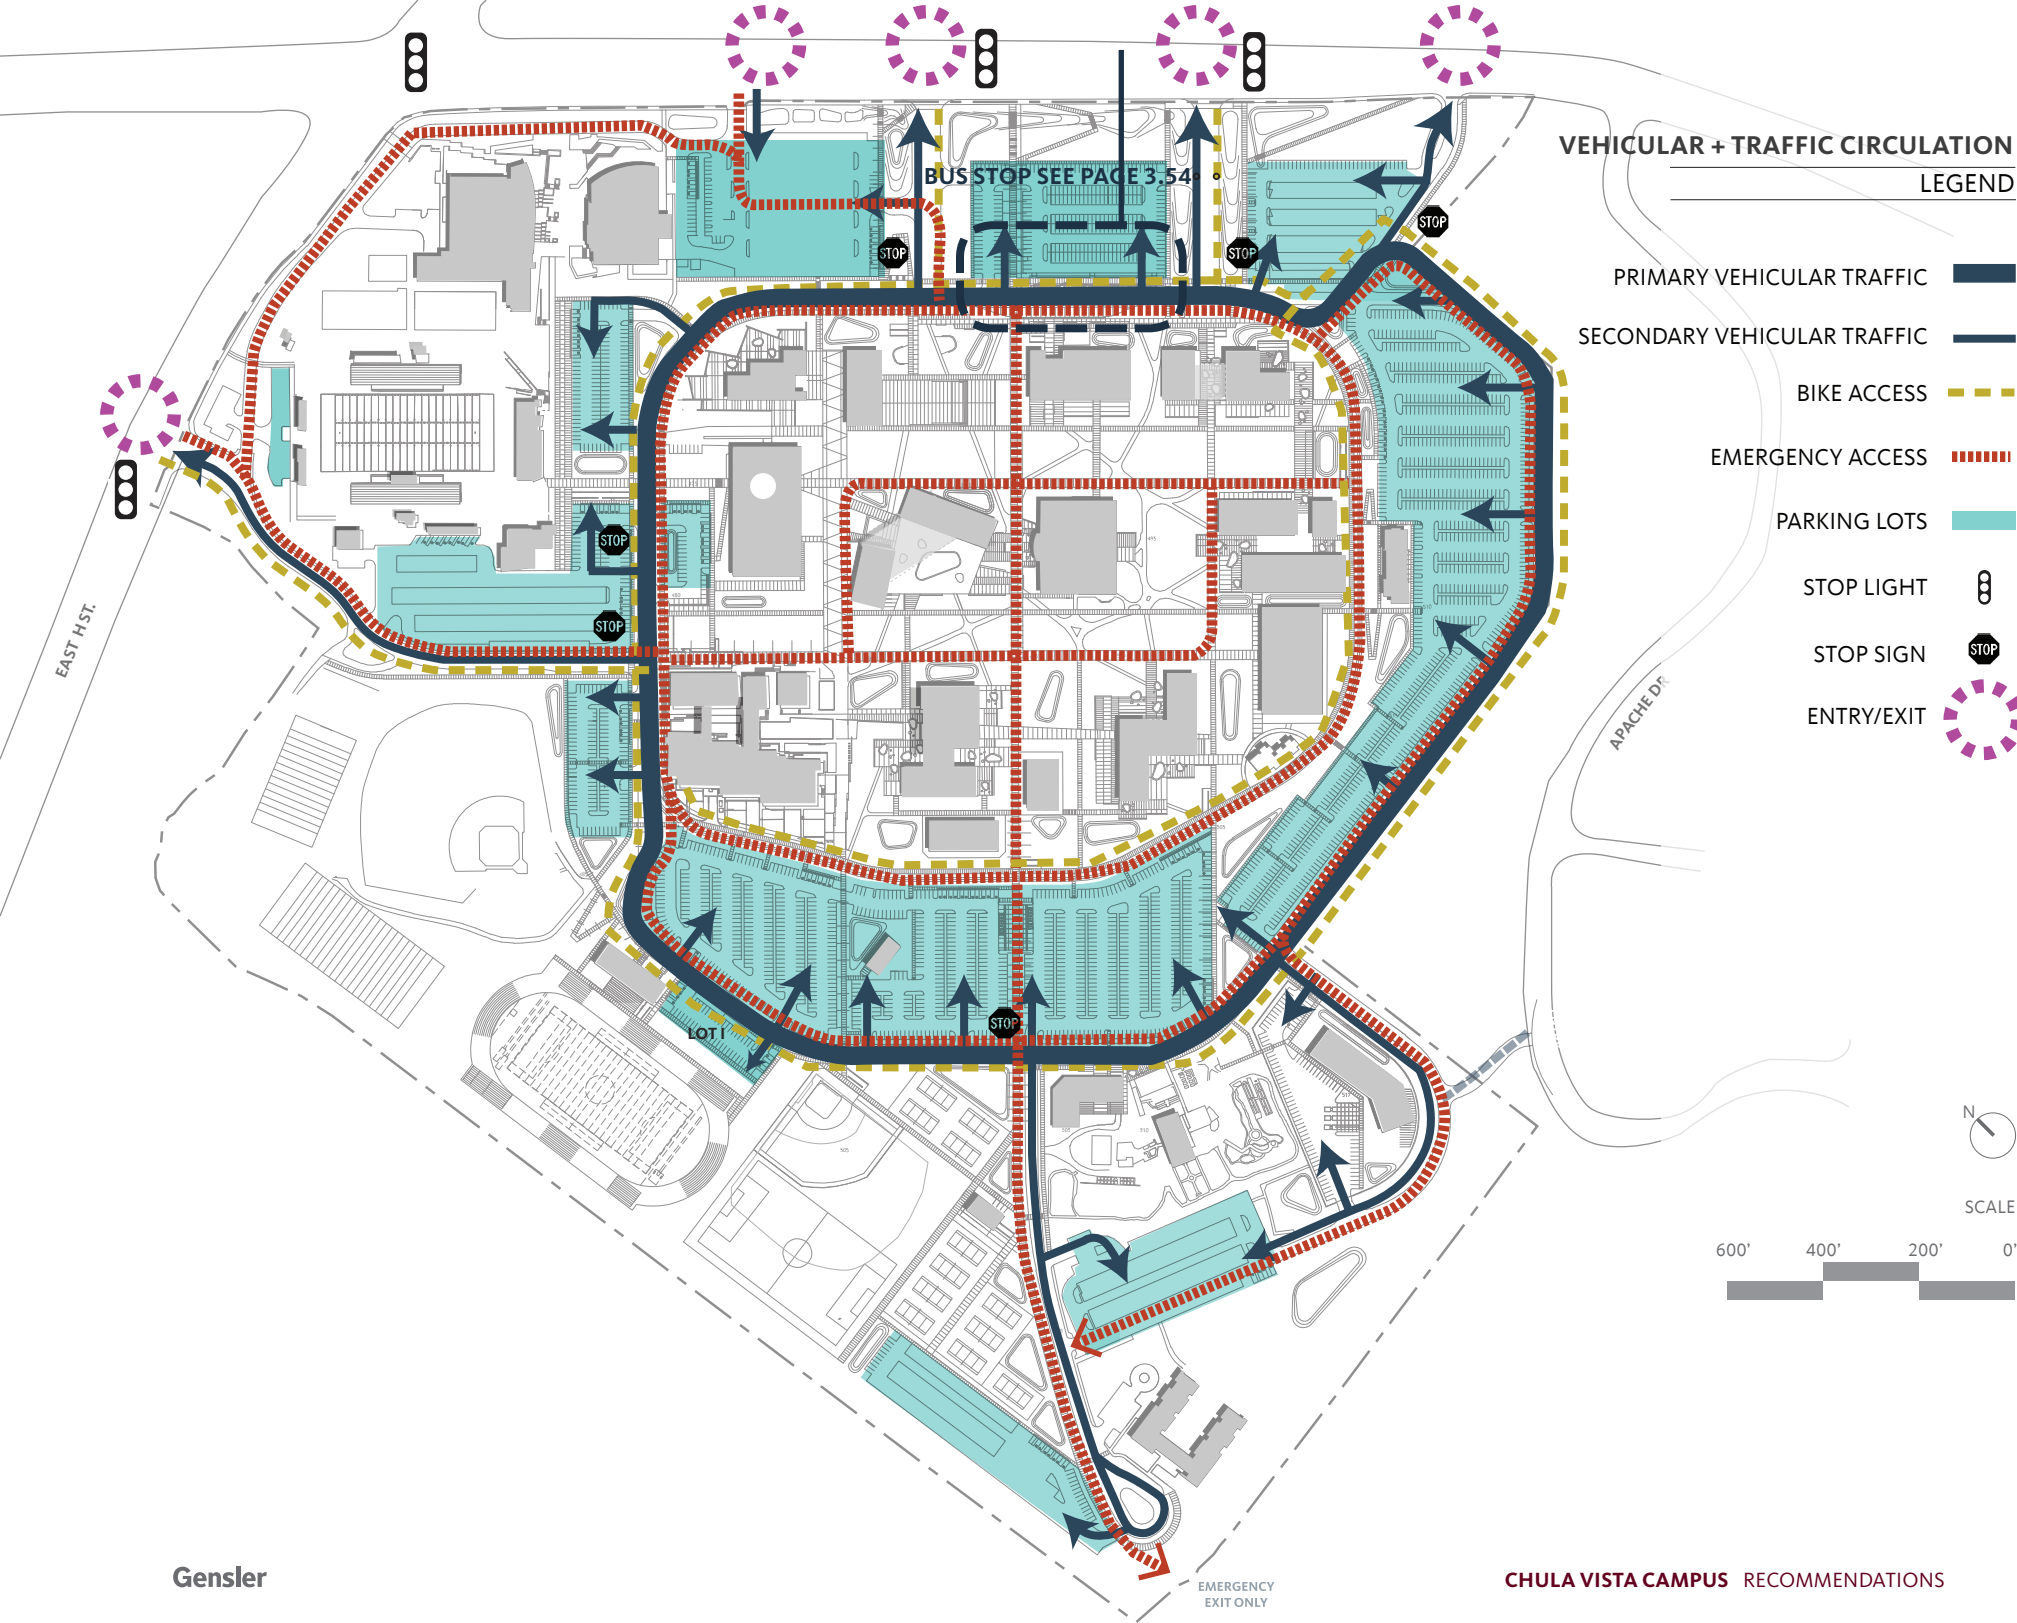 VEHICULAR + TRAFFIC CIRCULATION
LEGEND
BUS STOP SEE PAGE 3.54
STOP
STOP
STOP
PRIMARY VEHICULAR TRAFFIC
SECONDARY VEHICULAR TRAFFIC
BIKE ACCESS
EMERGENCY ACCESS
PARKING LOTS
STOP
STOP LIGHT
STOP
STOP SIGN
STOP
ENTRY/EXIT
EAST H ST.
APACHE DR
LOT I
STOP
N
SCALE
600' 400' 200' 0'
Gensler
EMERGENCY
EXIT ONLY
CHULA VISTA CAMPUS RECOMMENDATIONS